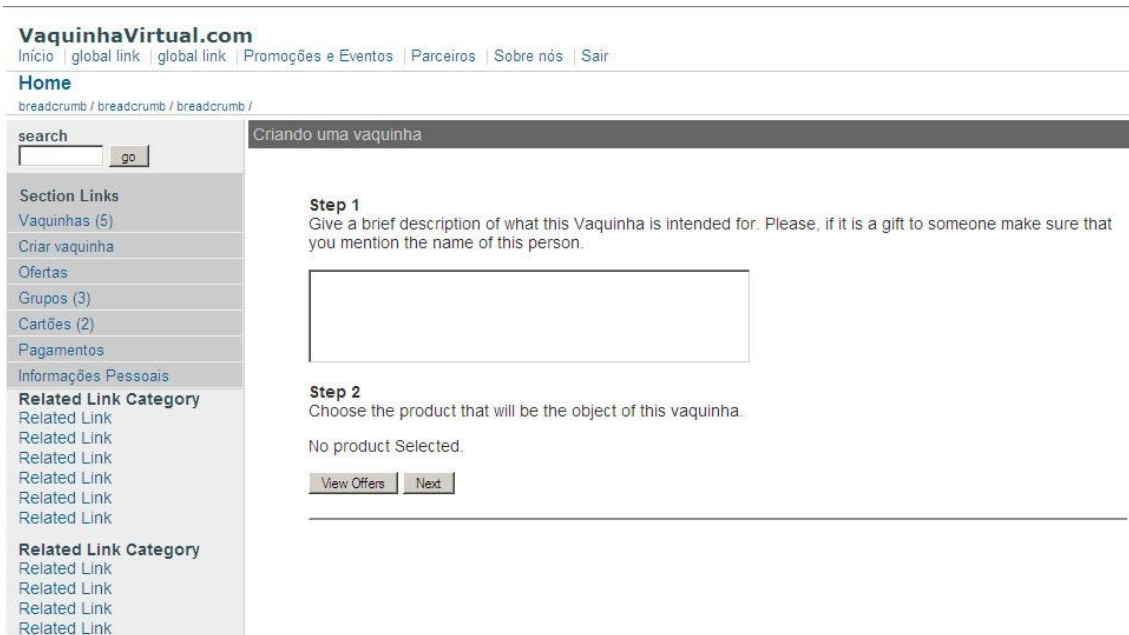 VaquinhaVirtual.com
Início | global link | global link | Promoções e Eventos | Parceiros | Sobre nós | Sair
Home
breadcrumb / breadcrumb / breadcrumb /
search
go
Section Links
Vaquinhas (5)
Criar vaquinha
Ofertas
Grupos (3)
Cartões (2)
Pagamentos
Informações Pessoais
Related Link Category
Related Link
Related Link
Related Link
Related Link
Related Link
Related Link
Related Link Category
Related Link
Related Link
Related Link
Related Link
Criando uma vaquinha
Step 1
Give a brief description of what this Vaquinha is intended for. Please, if it is a gift to someone make sure that
you mention the name of this person.
Step 2
Choose the product that will be the object of this vaquinha.
No product Selected.
View Offers Next